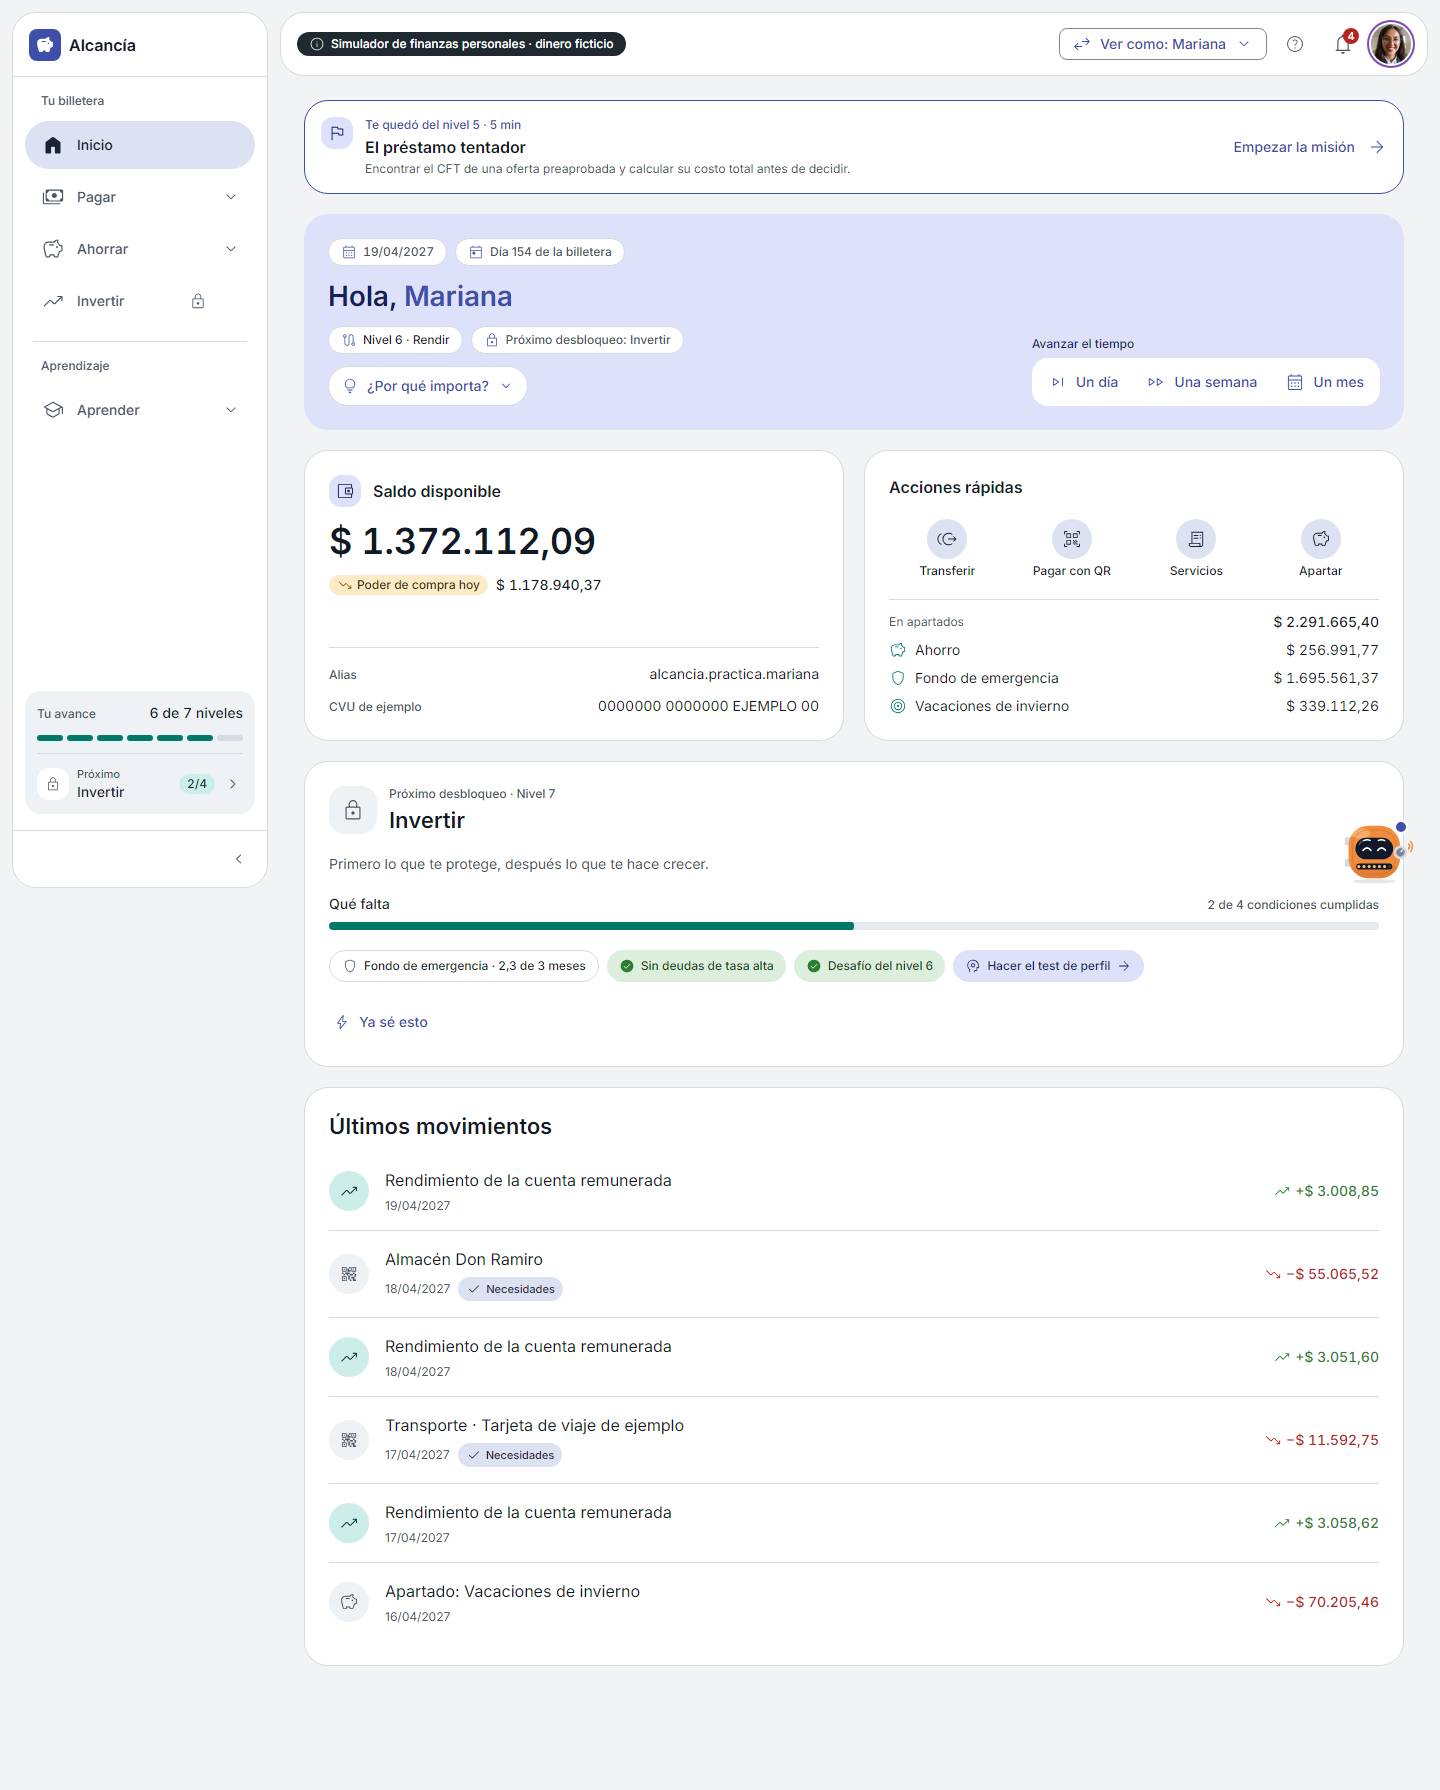 Alcancía
Simulador de finanzas personales · dinero ficticio
Ver como: Mariana
4
Tu billetera
Inicio
Pagar
Ahorrar
Invertir
Aprendizaje
Aprender
Tu avance
6 de 7 niveles
Próximo
Invertir
2/4
Te quedó del nivel 5 · 5 min
El préstamo tentador
Encontrar el CFT de una oferta preaprobada y calcular su costo total antes de decidir.
Empezar la misión
19/04/2027
Día 154 de la billetera
Hola, Mariana
Nivel 6 · Rendir
Próximo desbloqueo: Invertir
¿Por qué importa?
Avanzar el tiempo
Un día
Una semana
Un mes
Saldo disponible
$ 1.372.112,09
Poder de compra hoy
$ 1.178.940,37
Alias
alcancia.practica.mariana
CVU de ejemplo
0000000 0000000 EJEMPLO 00
Acciones rápidas
Transferir
Pagar con QR
Servicios
Apartar
En apartados
$ 2.291.665,40
Ahorro
$ 256.991,77
Fondo de emergencia
$ 1.695.561,37
Vacaciones de invierno
$ 339.112,26
Próximo desbloqueo · Nivel 7
Invertir
Primero lo que te protege, después lo que te hace crecer.
Qué falta
2 de 4 condiciones cumplidas
Fondo de emergencia · 2,3 de 3 meses
Sin deudas de tasa alta
Desafío del nivel 6
Hacer el test de perfil
Ya sé esto
Últimos movimientos
Rendimiento de la cuenta remunerada
19/04/2027
+$ 3.008,85
Almacén Don Ramiro
18/04/2027
Necesidades
−$ 55.065,52
Rendimiento de la cuenta remunerada
18/04/2027
+$ 3.051,60
Transporte · Tarjeta de viaje de ejemplo
17/04/2027
Necesidades
−$ 11.592,75
Rendimiento de la cuenta remunerada
17/04/2027
+$ 3.058,62
Apartado: Vacaciones de invierno
16/04/2027
−$ 70.205,46